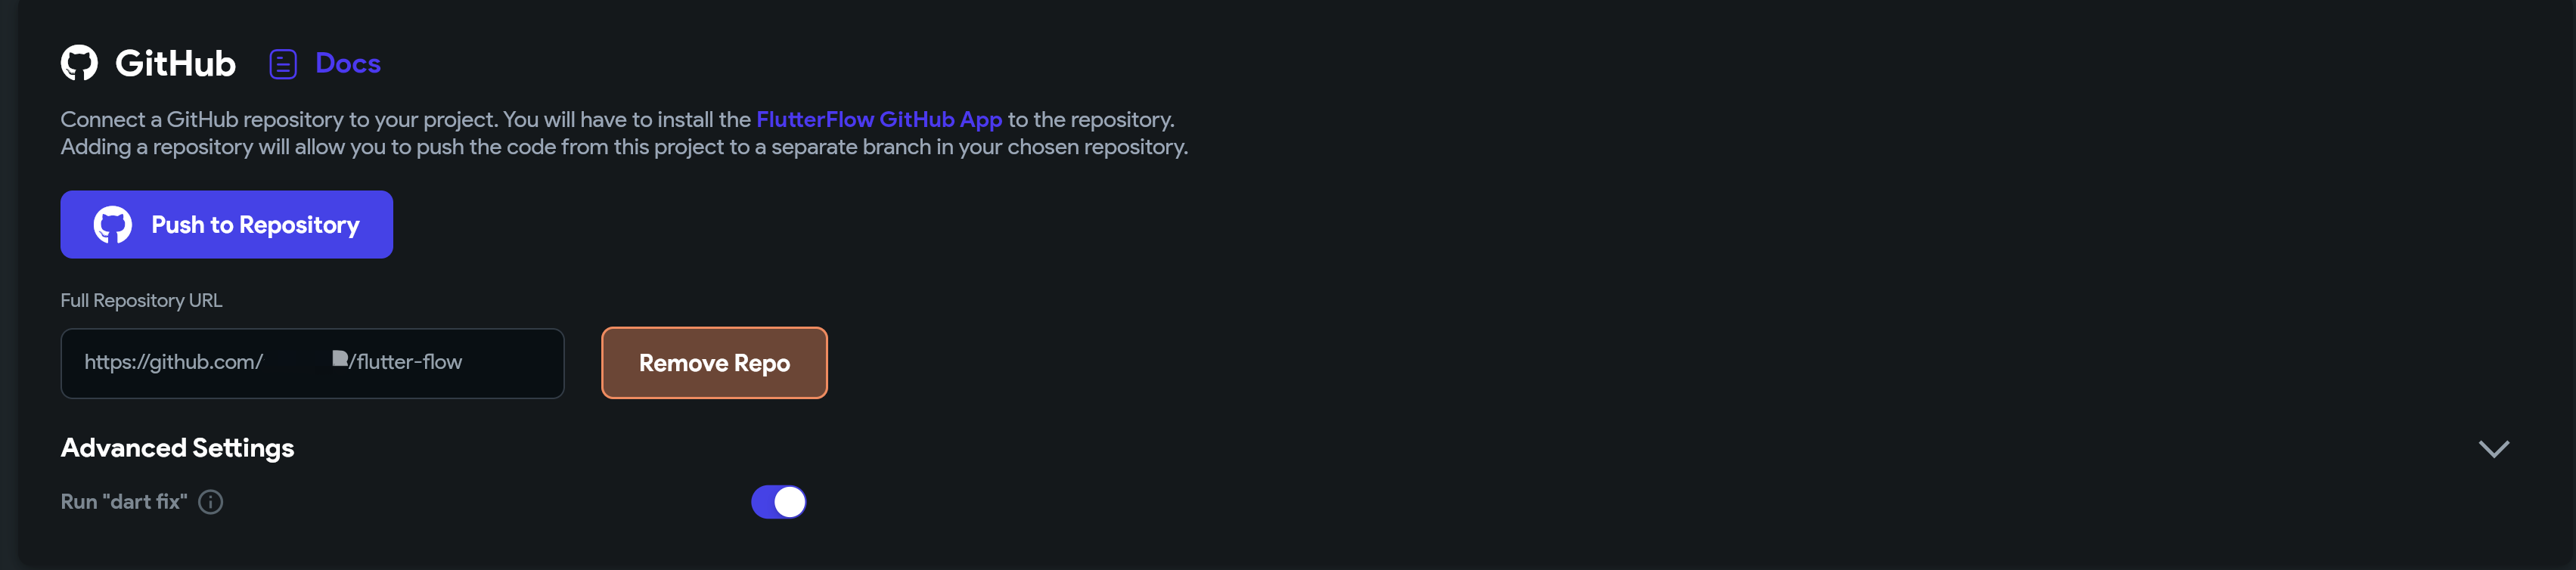 GitHub Docs
Connect a GitHub repository to your project. You will have to install the FlutterFlow GitHub App to the repository.
Adding a repository will allow you to push the code from this project to a separate branch in your chosen repository.
Push to Repository
Full Repository URL
https://github.com/ /flutter-flow
Remove Repo
Advanced Settings
Run "dart fix"